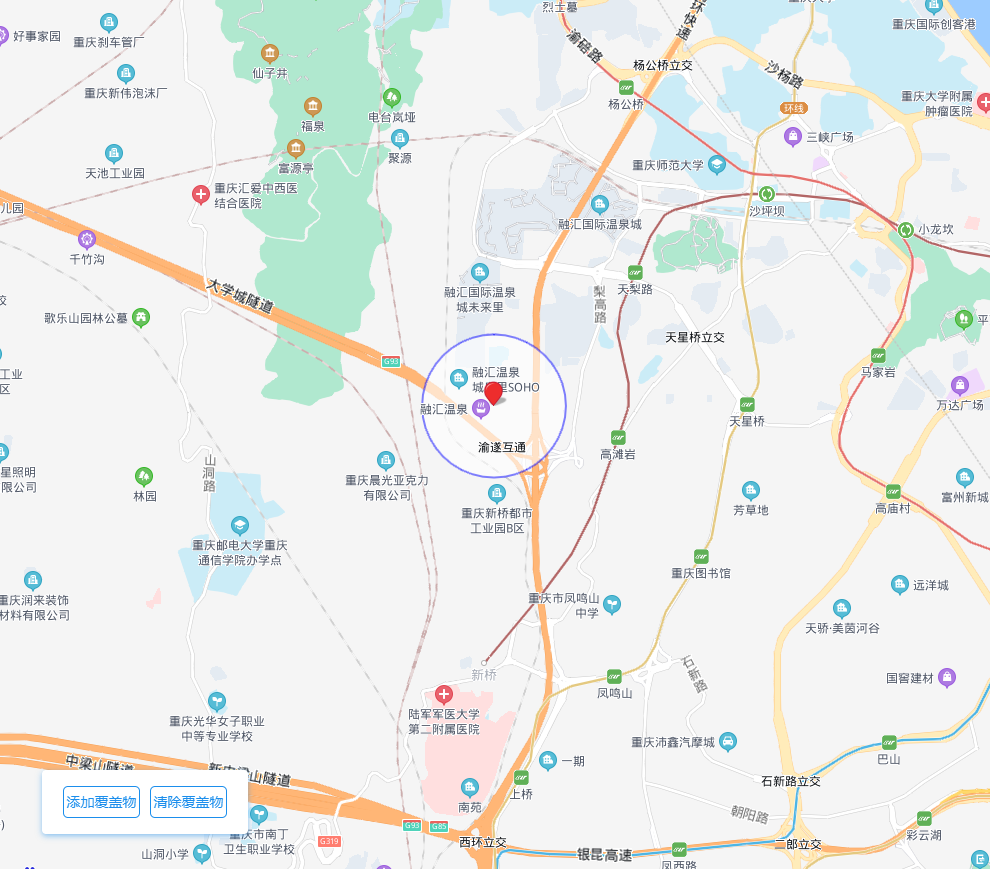 烈士墓
环快速
重庆国际创客港
好事家园
重庆刹车管厂
渝碚路
仙子井
杨公桥立交
沙杨路
重庆新伟泡沫厂
杨公桥
环线
重庆大学附属
肿瘤医院
福泉
电台岚垭
三峡广场
聚源
富源亭
天池工业园
重庆师范大学
重庆汇爱中西医
结合医院
儿园
沙坪坝
融汇国际温泉城
小龙坎
千竹沟
大学城隧道
天梨路
融汇国际温泉
城未来里
梨高路
校
歌乐山园林公墓
平
天星桥立交
G93
工业
区
融汇温泉
SOHO
马家岩
融汇温泉
万达广场
天星桥
渝遂互通
高滩岩
山洞路
星照明
限公司
林园
重庆晨光亚克力
有限公司
重庆新桥都市
工业园B区
芳草地
富州新城
高庙村
重庆邮电大学重庆
通信学院办学点
重庆图书馆
重庆润来装饰
材料有限公司
重庆市凤鸣山
中学
远洋城
天骄·美茵河谷
新桥
石新路
国窖建材
凤鸣山
陆军军医大学
第二附属医院
重庆光华女子职业
中等专业学校
重庆沛鑫汽摩城
巴山
中梁山隧道
新中梁山隧道
一期
石新路立交
添加覆盖物
清除覆盖物
南苑
上桥
朝阳路
彩云湖
G93
G85
G319
重庆市南丁
卫生职业学校
西环立交
二郎立交
山洞小学
银昆高速
凤西路